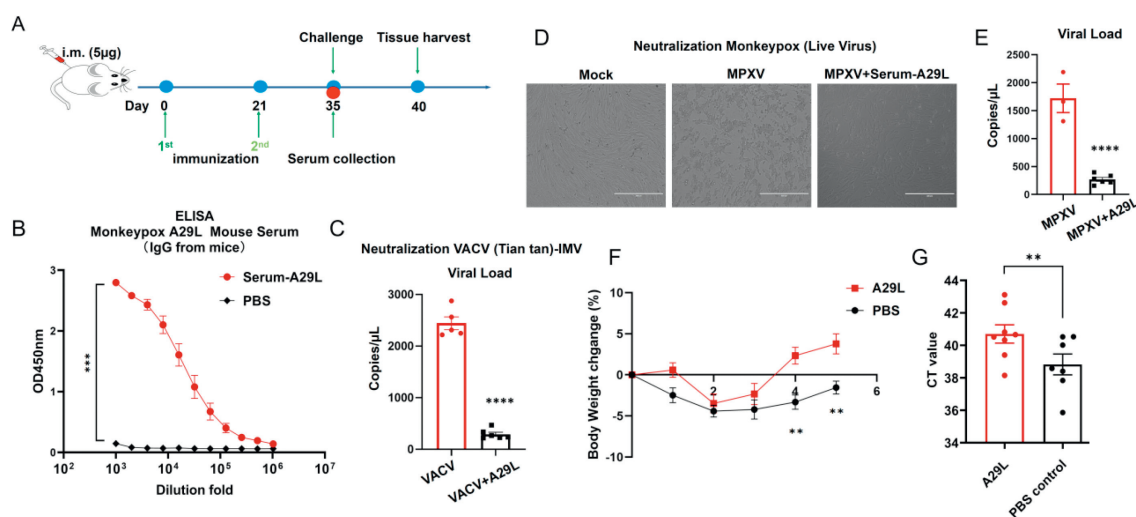 A
i.m. (5μg)
Challenge
Tissue harvest
Day
0
21
35
40
1st
immunization
2nd
Serum collection
B
ELISA
Monkeypox A29L Mouse Serum
(IgG from mice)
Serum-A29L
PBS
***
OD450nm
3
2
1
0
10²
10³
10⁴
10⁵
10⁶
10⁷
Dilution fold
C
Neutralization VACV (Tian tan)-IMV
Viral Load
Copies/μL
3000
2000
1000
0
****
VACV
VACV+A29L
D
Neutralization Monkeypox (Live Virus)
Mock
MPXV
MPXV+Serum-A29L
E
Viral Load
Copies/μL
2500
2000
1500
1000
500
0
****
MPXV
MPXV+A29L
F
A29L
PBS
Body Weight chgange (%)
10
5
0
-5
-10
2
4
6
**
**
G
**
CT value
44
42
40
38
36
34
A29L
PBS control